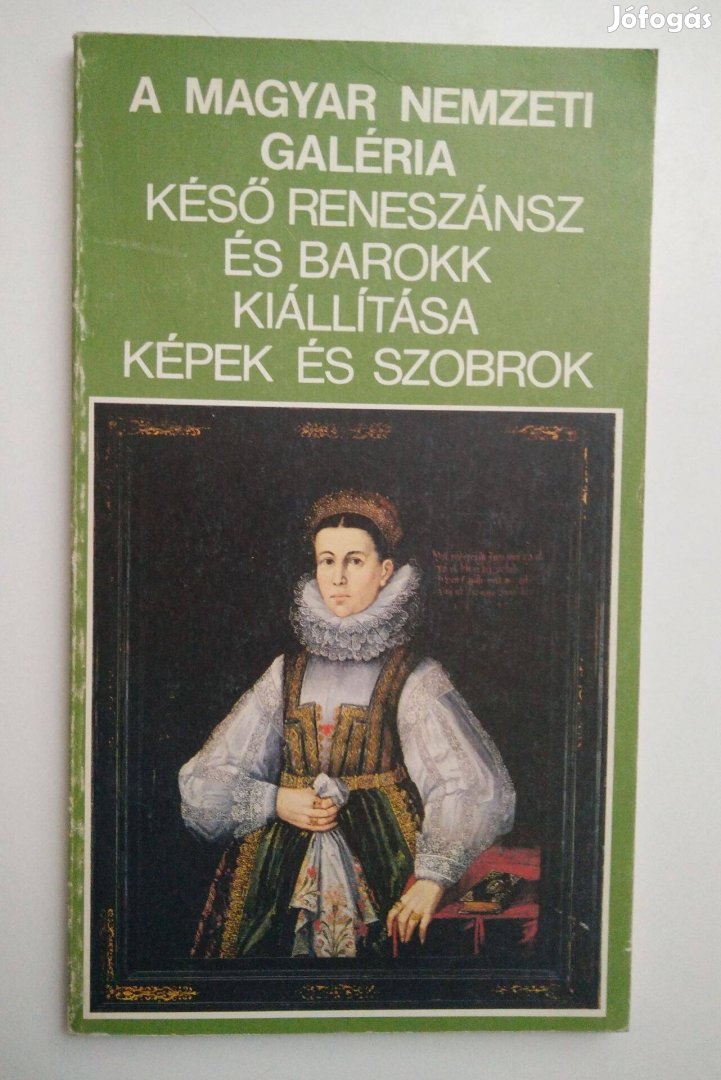 Jófogás
A MAGYAR NEMZETI
GALÉRIA
KÉSŐ RENESZÁNSZ
ÉS BAROKK
KIÁLLÍTÁSA
KÉPEK ÉS SZOBROK